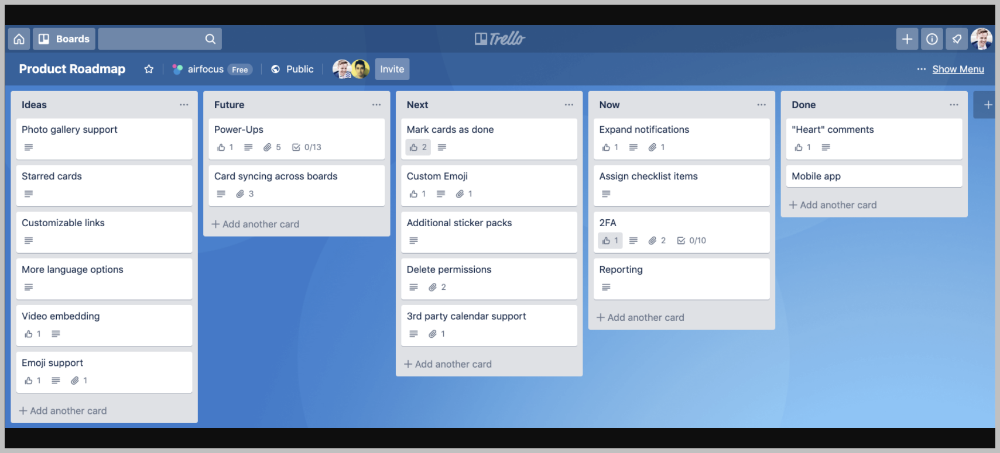 Boards
Trello
Product Roadmap airfocus Free Public Invite ... Show Menu
Ideas
Photo gallery support
Starred cards
Customizable links
More language options
Video embedding
1
Emoji support
1 1
+ Add another card
Future
Power-Ups
1 5 0/13
Card syncing across boards
3
+ Add another card
Next
Mark cards as done
2
Custom Emoji
1 1
Additional sticker packs
Delete permissions
2
3rd party calendar support
1
+ Add another card
Now
Expand notifications
1 1
Assign checklist items
2FA
1 2 0/10
Reporting
+ Add another card
Done
"Heart" comments
1
Mobile app
+ Add another card